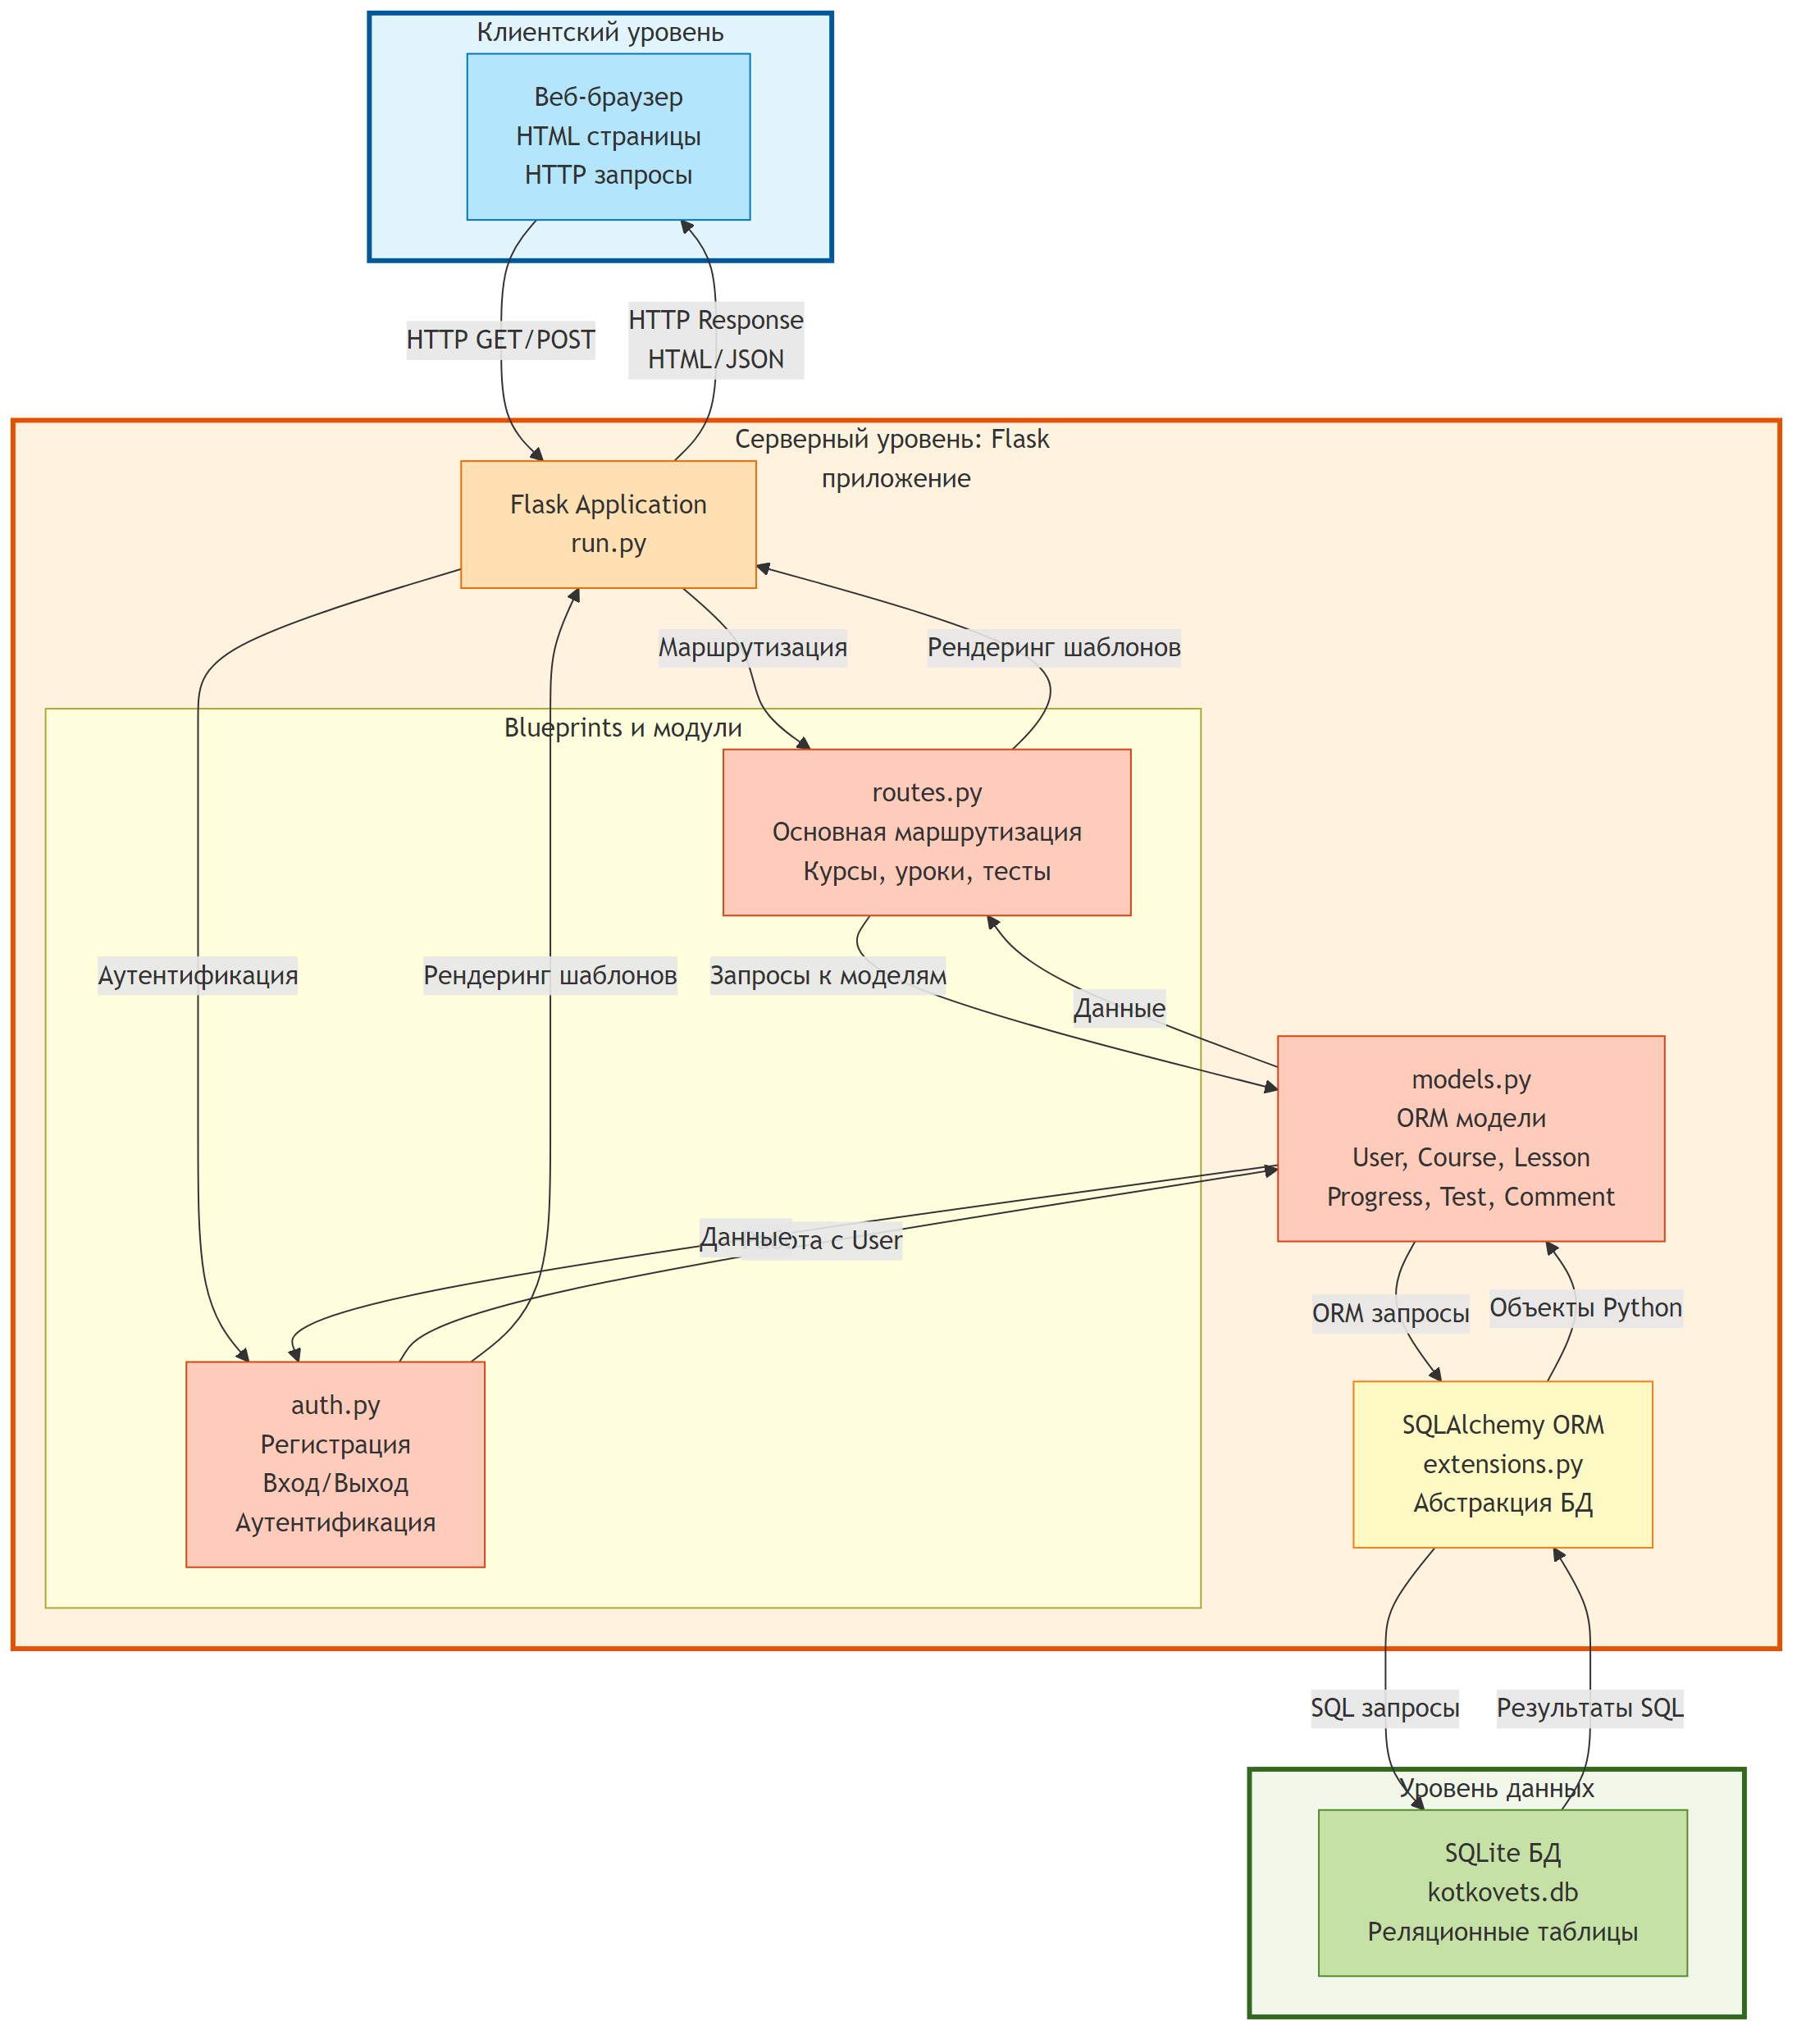 Клиентский уровень
Веб-браузер
HTML страницы
HTTP запросы
HTTP GET/POST
HTTP Response
HTML/JSON
Серверный уровень: Flask
приложение
Flask Application
run.py
Маршрутизация
Рендеринг шаблонов
Blueprints и модули
routes.py
Основная маршрутизация
Курсы, уроки, тесты
Аутентификация
Рендеринг шаблонов
Запросы к моделям
Данные
models.py
ORM модели
User, Course, Lesson
Progress, Test, Comment
Данные
с User
ORM запросы
Объекты Python
auth.py
Регистрация
Вход/Выход
Аутентификация
SQLAlchemy ORM
extensions.py
Абстракция БД
SQL запросы
Результаты SQL
Уровень данных
SQLite БД
kotkovets.db
Реляционные таблицы